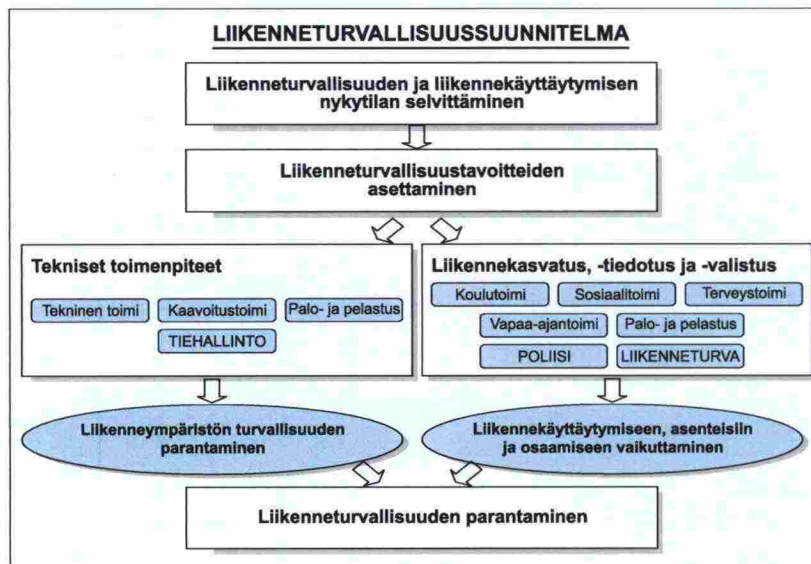 LIIKENNETURVALLISUUSSUUNNITELMA
Liikenneturvallisuuden ja liikennekäyttäytymisen
nykytilan selvittäminen
Liikenneturvallisuustavoitteiden
asettaminen
Tekniset toimenpiteet
Tekninen toimi
Kaavoitustoimi
Palo- ja pelastus
TIEHALLINTO
Liikennekasvatus, -tiedotus ja -valistus
Koulutoimi
Sosiaalitoimi
Terveystoimi
Vapaa-ajantoimi
Palo- ja pelastus
POLIISI
LIIKENNETURVA
Liikenneympäristön turvallisuuden
parantaminen
Liikennekäyttäytymiseen, asenteisiin
ja osaamiseen vaikuttaminen
Liikenneturvallisuuden parantaminen